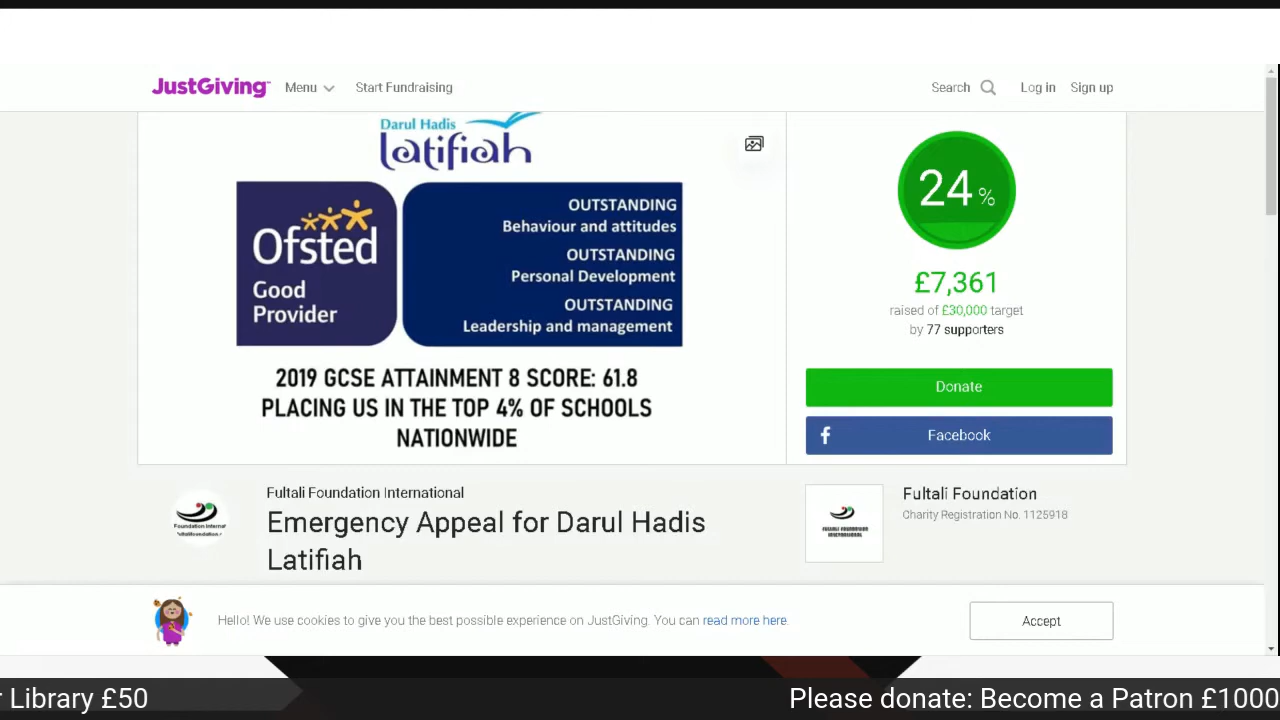 JustGiving™ Menu Start Fundraising Search Log in Sign up
Darul Hadis
Latifiah
Ofsted
Good
Provider
OUTSTANDING
Behaviour and attitudes
OUTSTANDING
Personal Development
OUTSTANDING
Leadership and management
2019 GCSE ATTAINMENT 8 SCORE: 61.8
PLACING US IN THE TOP 4% OF SCHOOLS
NATIONWIDE
24%
£7,361
raised of £30,000 target
by 77 supporters
Donate
Facebook
Fultali Foundation International
Emergency Appeal for Darul Hadis
Latifiah
Fultali Foundation
Charity Registration No. 1125918
FULTALI FOUNDATION
INTERNATIONAL
Hello! We use cookies to give you the best possible experience on JustGiving. You can read more here.
Accept
Library £50
Please donate: Become a Patron £1000